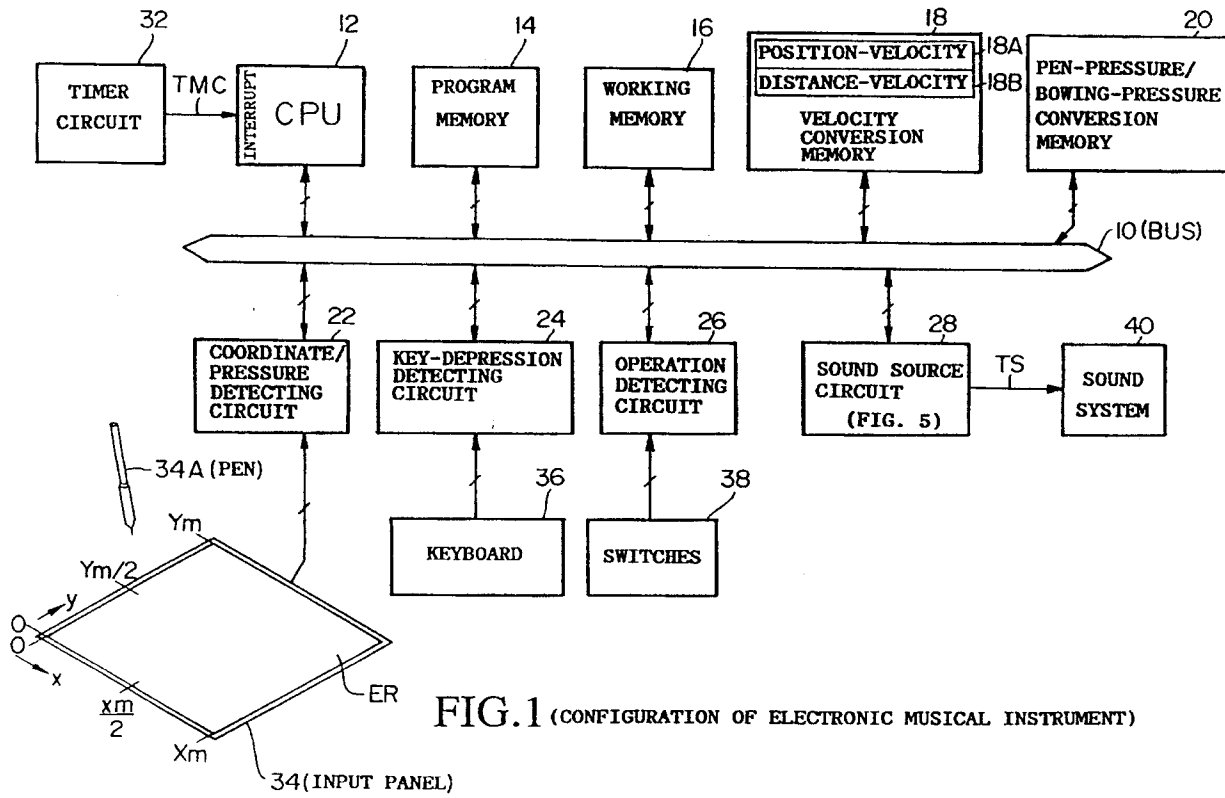 32
12
14
16
18
20
TIMER
CIRCUIT
TMC
INTERRUPT
CPU
PROGRAM
MEMORY
WORKING
MEMORY
POSITION-VELOCITY
18A
DISTANCE-VELOCITY
18B
VELOCITY
CONVERSION
MEMORY
PEN-PRESSURE/
BOWING-PRESSURE
CONVERSION
MEMORY
10 (BUS)
22
24
26
28
40
COORDINATE/
PRESSURE
DETECTING
CIRCUIT
KEY-DEPRESSION
DETECTING
CIRCUIT
OPERATION
DETECTING
CIRCUIT
SOUND SOURCE
CIRCUIT
(FIG. 5)
TS
SOUND
SYSTEM
34A (PEN)
36
38
KEYBOARD
SWITCHES
Ym
Ym/2
y
O
O
x
xm
2
Xm
ER
34 (INPUT PANEL)
FIG.1 (CONFIGURATION OF ELECTRONIC MUSICAL INSTRUMENT)